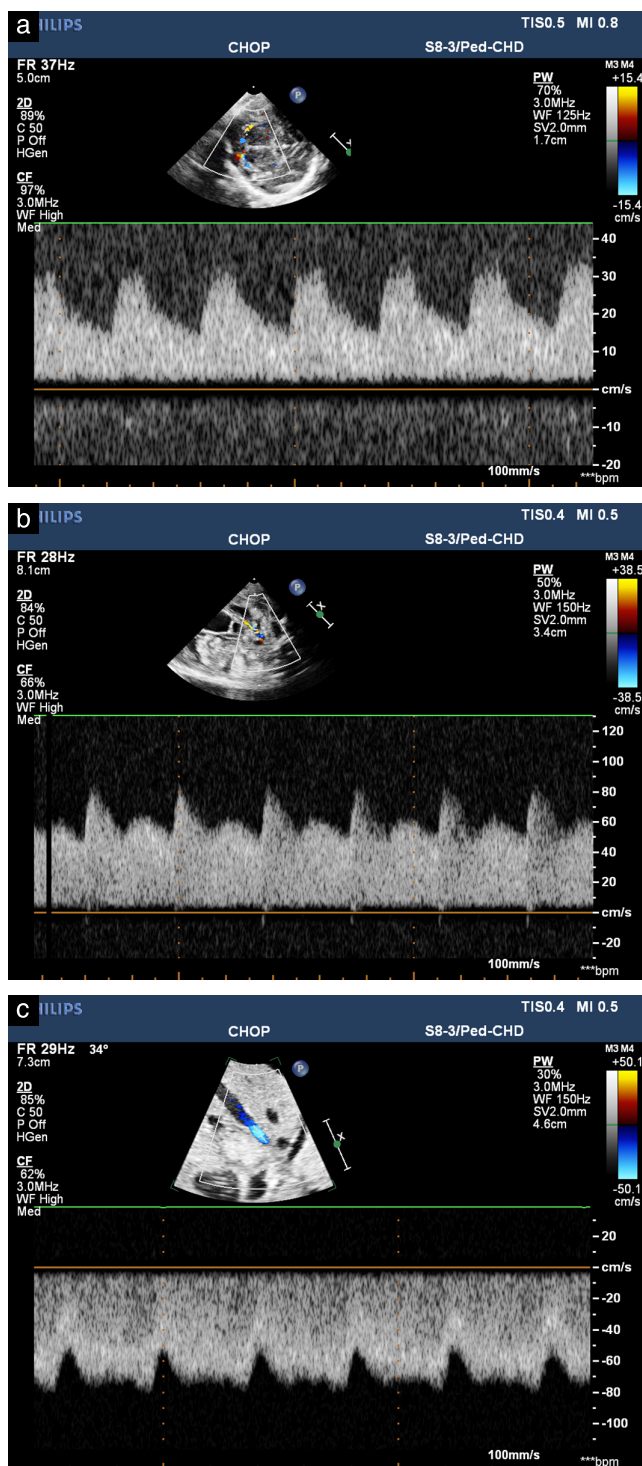 a
PHILIPS
TIS0.5 MI 0.8
CHOP
S8-3/Ped-CHD
FR 37Hz
5.0cm
2D
89%
C 50
P Off
HGen
CF
97%
3.0MHz
WF High
Med
P
PW
70%
3.0MHz
WF 125Hz
SV2.0mm
1.7cm
M3 M4
+15.4
-15.4
cm/s
40
30
20
10
cm/s
-10
-20
100mm/s
***bpm
b
PHILIPS
TIS0.4 MI 0.5
CHOP
S8-3/Ped-CHD
FR 28Hz
8.1cm
2D
84%
C 50
P Off
HGen
CF
66%
3.0MHz
WF High
Med
P
X
PW
50%
3.0MHz
WF 150Hz
SV2.0mm
3.4cm
M3 M4
+38.5
-38.5
cm/s
120
100
80
60
40
20
cm/s
-20
100mm/s
***bpm
c
PHILIPS
TIS0.4 MI 0.5
CHOP
S8-3/Ped-CHD
FR 29Hz 34°
7.3cm
2D
85%
C 50
P Off
HGen
CF
62%
3.0MHz
WF High
Med
P
X
PW
30%
3.0MHz
WF 150Hz
SV2.0mm
4.6cm
M3 M4
+50.1
-50.1
cm/s
20
cm/s
-20
-40
-60
-80
-100
100mm/s
***bpm